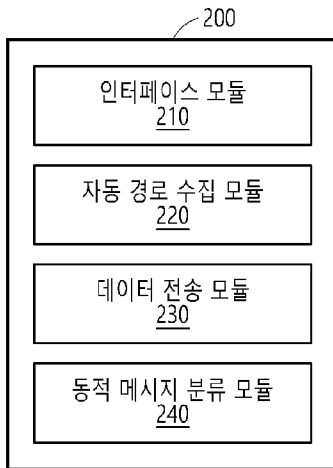 200
인터페이스 모듈
210
자동 경로 수집 모듈
220
데이터 전송 모듈
230
동적 메시지 분류 모듈
240